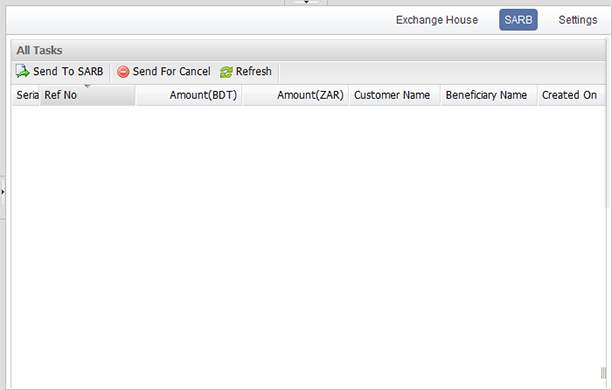 Exchange House SARB Settings
All Tasks
Send To SARB Send For Cancel Refresh
Seria Ref No Amount(BDT) Amount(ZAR) Customer Name Beneficiary Name Created On